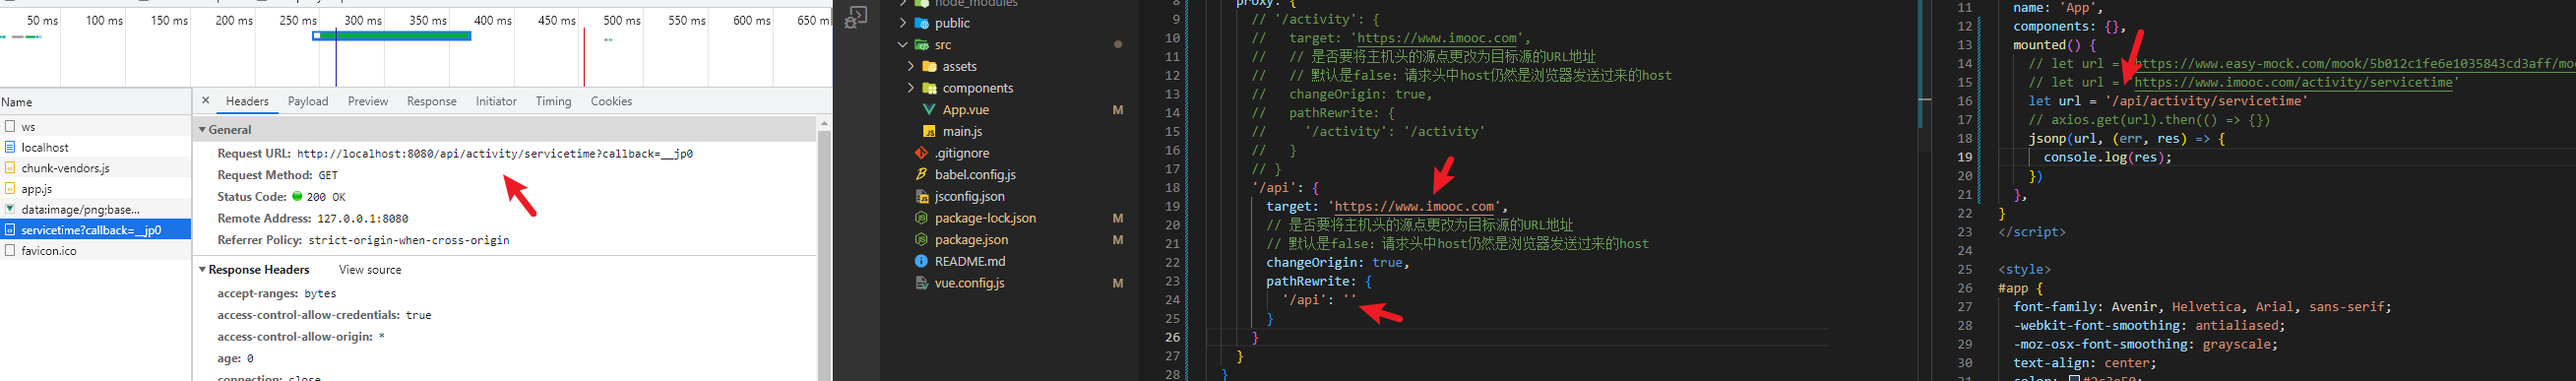 50 ms
100 ms
150 ms
200 ms
250 ms
300 ms
350 ms
400 ms
450 ms
500 ms
550 ms
600 ms
650 ms
Name
ws
localhost
chunk-vendors.js
app.js
data:image/png;base...
servicetime?callback=__jp0
favicon.ico
× Headers Payload Preview Response Initiator Timing Cookies
General
Request URL: http://localhost:8080/api/activity/servicetime?callback=__jp0
Request Method: GET
Status Code: 200 OK
Remote Address: 127.0.0.1:8080
Referrer Policy: strict-origin-when-cross-origin
Response Headers View source
accept-ranges: bytes
access-control-allow-credentials: true
access-control-allow-origin: *
age: 0
connection: close
node_modules
public
src
assets
components
App.vue M
main.js
.gitignore
babel.config.js
jsconfig.json
package-lock.json M
package.json M
README.md
vue.config.js M
8 proxy: {
9 // '/activity': {
10 // target: 'https://www.imooc.com',
11 // // 是否要将主机头的源点更改为目标源的URL地址
12 // // 默认是false: 请求头中host仍然是浏览器发送过来的host
13 // changeOrigin: true,
14 // pathRewrite: {
15 // '/activity': '/activity'
16 // }
17 // }
18 '/api': {
19 target: 'https://www.imooc.com',
20 // 是否要将主机头的源点更改为目标源的URL地址
21 // 默认是false: 请求头中host仍然是浏览器发送过来的host
22 changeOrigin: true,
23 pathRewrite: {
24 '/api': ''
25 }
26 }
27 }
28 }
11 name: 'App',
12 components: {},
13 mounted() {
14 // let url = 'https://www.easy-mock.com/mook/5b012c1fe6e1035843cd3aff/moo
15 // let url = 'https://www.imooc.com/activity/servicetime'
16 let url = '/api/activity/servicetime'
17 // axios.get(url).then(() => {})
18 jsonp(url, (err, res) => {
19 console.log(res);
20 })
21 },
22 }
23 </script>
24
25 <style>
26 #app {
27 font-family: Avenir, Helvetica, Arial, sans-serif;
28 -webkit-font-smoothing: antialiased;
29 -moz-osx-font-smoothing: grayscale;
30 text-align: center;